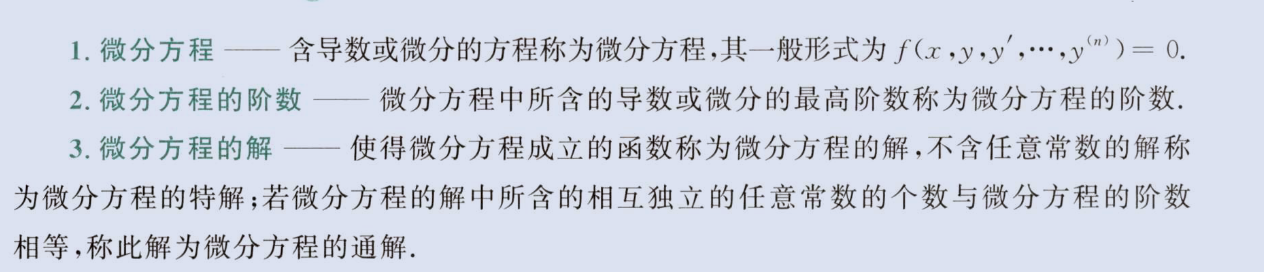 1. 微分方程 —— 含导数或微分的方程称为微分方程,其一般形式为 f(x,y,y′,⋯,y⁽ⁿ⁾)= 0.
2. 微分方程的阶数 —— 微分方程中所含的导数或微分的最高阶数称为微分方程的阶数.
3. 微分方程的解 —— 使得微分方程成立的函数称为微分方程的解,不含任意常数的解称
为微分方程的特解;若微分方程的解中所含的相互独立的任意常数的个数与微分方程的阶数
相等,称此解为微分方程的通解.